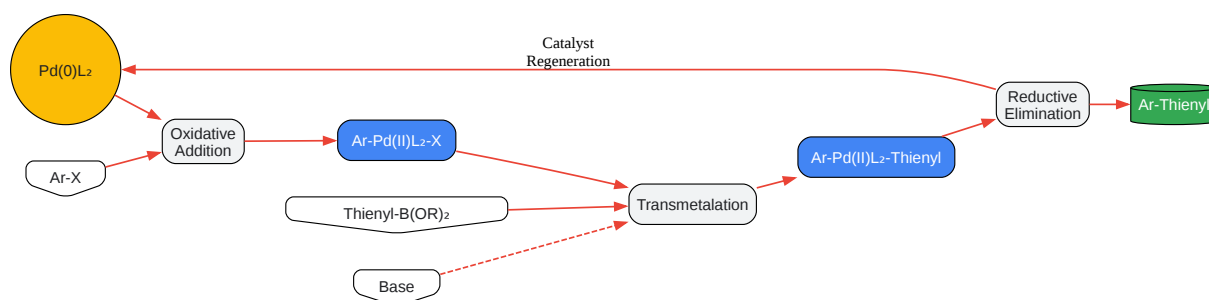 Catalyst
Regeneration
Pd(0)L₂
Reductive
Elimination
Ar-Thienyl
Oxidative
Addition
Ar-Pd(II)L₂-X
Ar-Pd(II)L₂-Thienyl
Ar-X
Thienyl-B(OR)₂
Transmetalation
Base